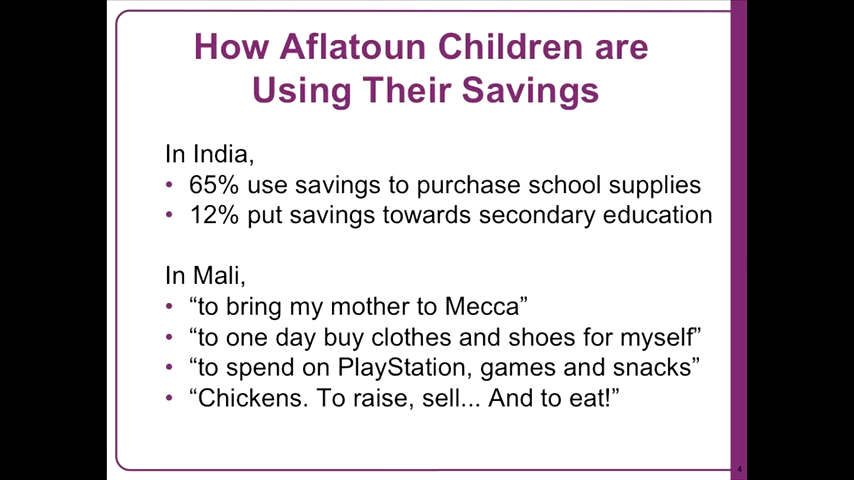 How Aflatoun Children are
Using Their Savings
In India,
• 65% use savings to purchase school supplies
• 12% put savings towards secondary education
In Mali,
• “to bring my mother to Mecca”
• “to one day buy clothes and shoes for myself”
• “to spend on PlayStation, games and snacks”
• “Chickens. To raise, sell... And to eat!”
4